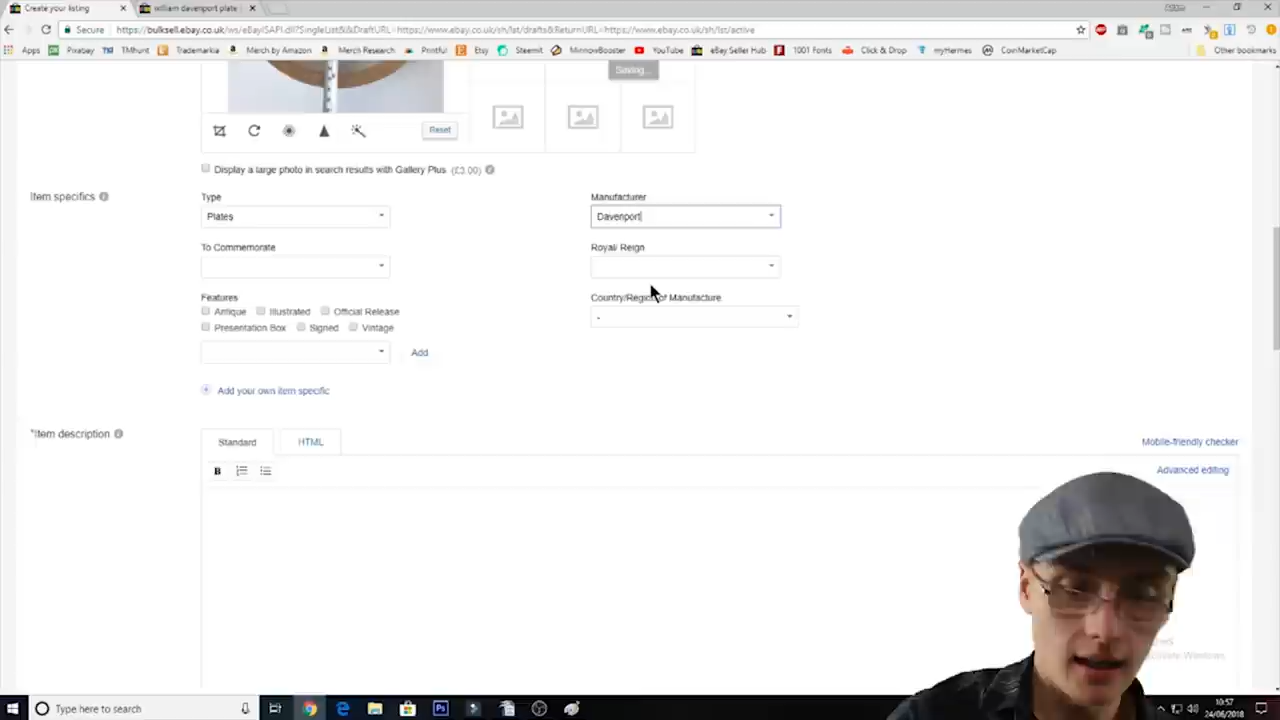 Create your listing
william davenport plate
Secure https://bulksell.ebay.co.uk/ws/eBayISAPI.dll?SingleList&&DraftURL=https://www.ebay.co.uk/sh/lst/drafts&ReturnURL=https://www.ebay.co.uk/sh/lst/active
Apps Pixabay TMhunt Trademarkia Merch by Amazon Merch Research Printful Etsy Steemit MinnowBooster YouTube eBay Seller Hub 1001 Fonts Click & Drop myHermes CoinMarketCap Other bookmarks
Saving...
Reset
Display a large photo in search results with Gallery Plus (£3.00)
Item specifics
Type
Manufacturer
Plates
Davenport
To Commemorate
Royal/ Reign
Features
Country/Region of Manufacture
Antique Illustrated Official Release
-
Presentation Box Signed Vintage
Add
Add your own item specific
*Item description
Standard HTML
Mobile-friendly checker
B
Advanced editing
Type here to search
10:57
24/06/2018